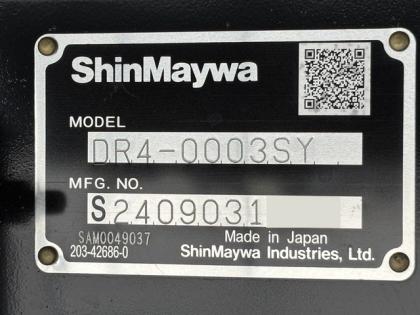 ShinMaywa
MODEL
DR4-0003SY
MFG. NO.
S2409031
SAM0049037
203-42686-0
Made in Japan
ShinMaywa Industries, Ltd.